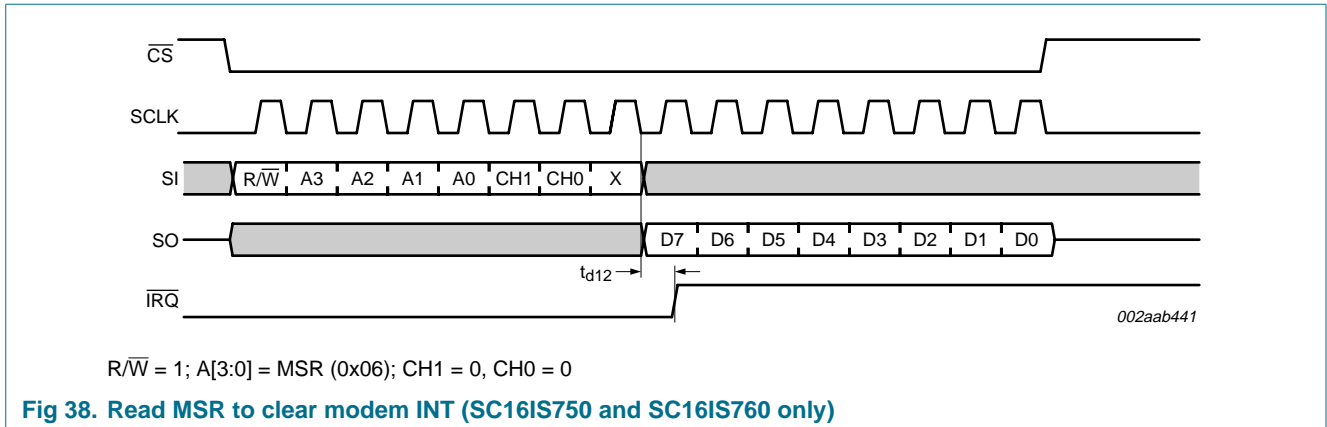 C̅S̅
SCLK
SI R/W̅ A3 A2 A1 A0 CH1 CH0 X
SO D7 D6 D5 D4 D3 D2 D1 D0
td12
I̅R̅Q̅
002aab441
R/W̅ = 1; A[3:0] = MSR (0x06); CH1 = 0, CH0 = 0
Fig 38. Read MSR to clear modem INT (SC16IS750 and SC16IS760 only)